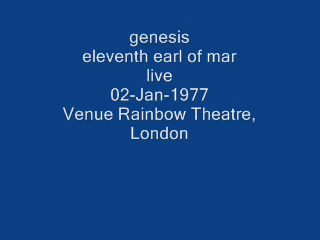 genesis
eleventh earl of mar
live
02-Jan-1977
Venue Rainbow Theatre,
London